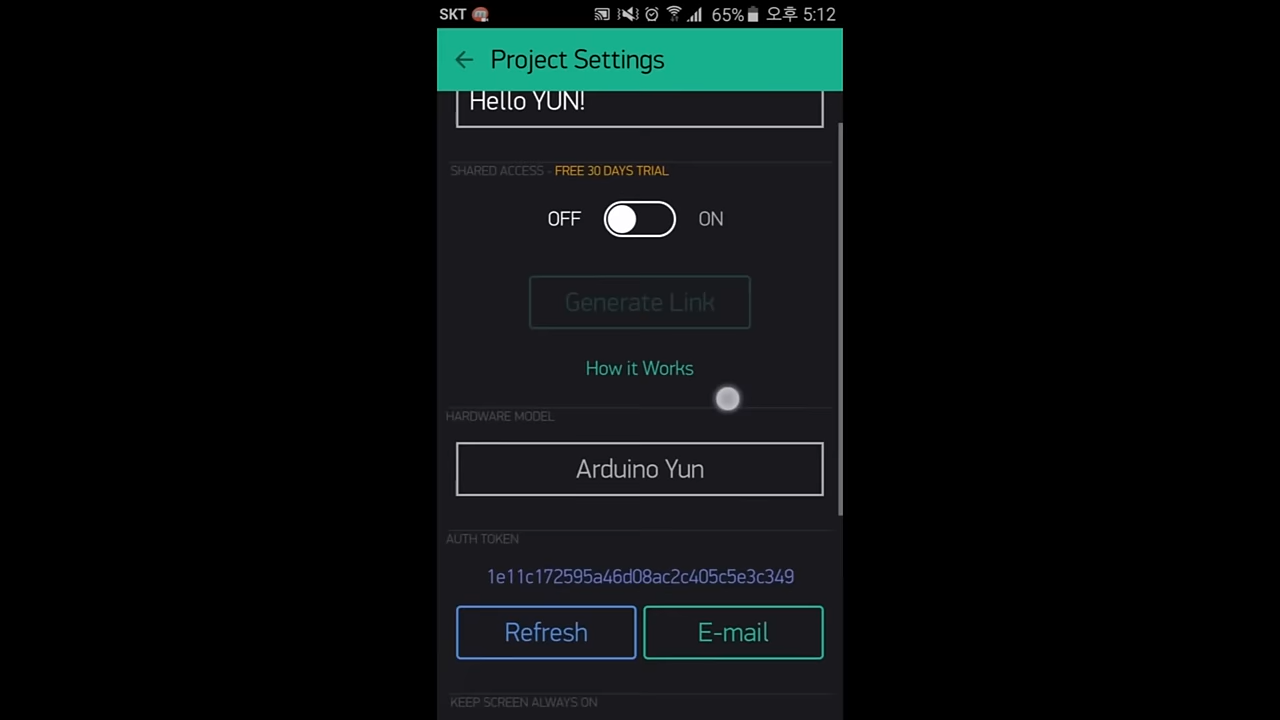 SKT 65% 오후 5:12
Project Settings
Hello YUN!
SHARED ACCESS - FREE 30 DAYS TRIAL
OFF ON
Generate Link
How it Works
HARDWARE MODEL
Arduino Yun
AUTH TOKEN
1e11c172595a46d08ac2c405c5e3c349
Refresh E-mail
KEEP SCREEN ALWAYS ON